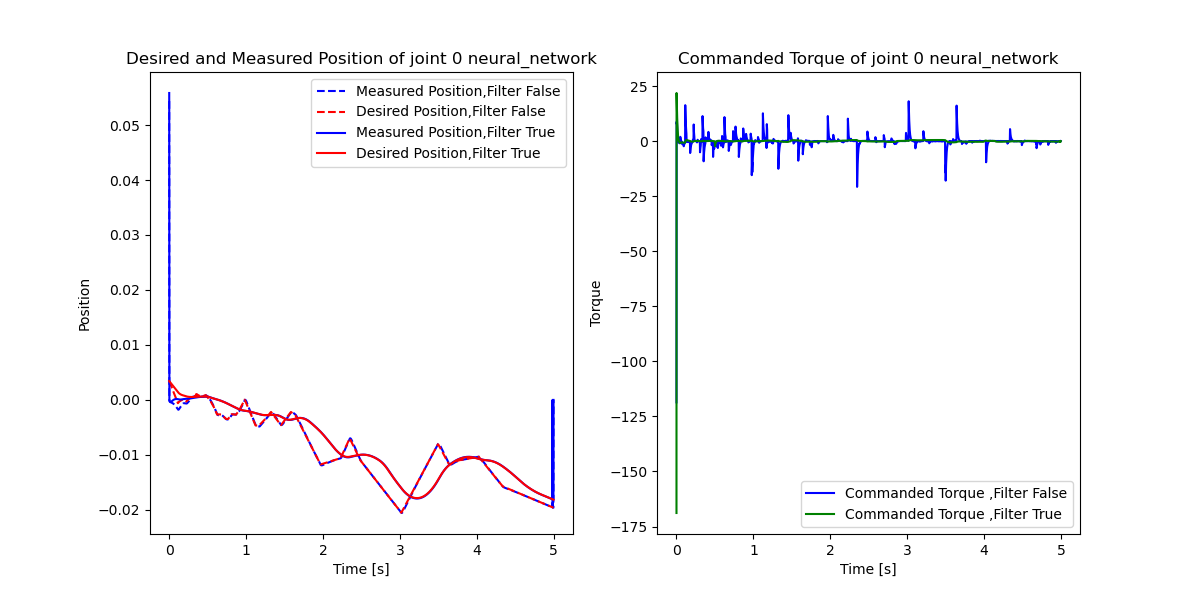 Desired and Measured Position of joint 0 neural_network
Measured Position,Filter False
Desired Position,Filter False
Measured Position,Filter True
Desired Position,Filter True
0.05
0.04
0.03
0.02
0.01
0.00
−0.01
−0.02
Position
0 1 2 3 4 5
Time [s]
Commanded Torque of joint 0 neural_network
25
0
−25
−50
−75
−100
−125
−150
−175
Torque
Commanded Torque ,Filter False
Commanded Torque ,Filter True
0 1 2 3 4 5
Time [s]